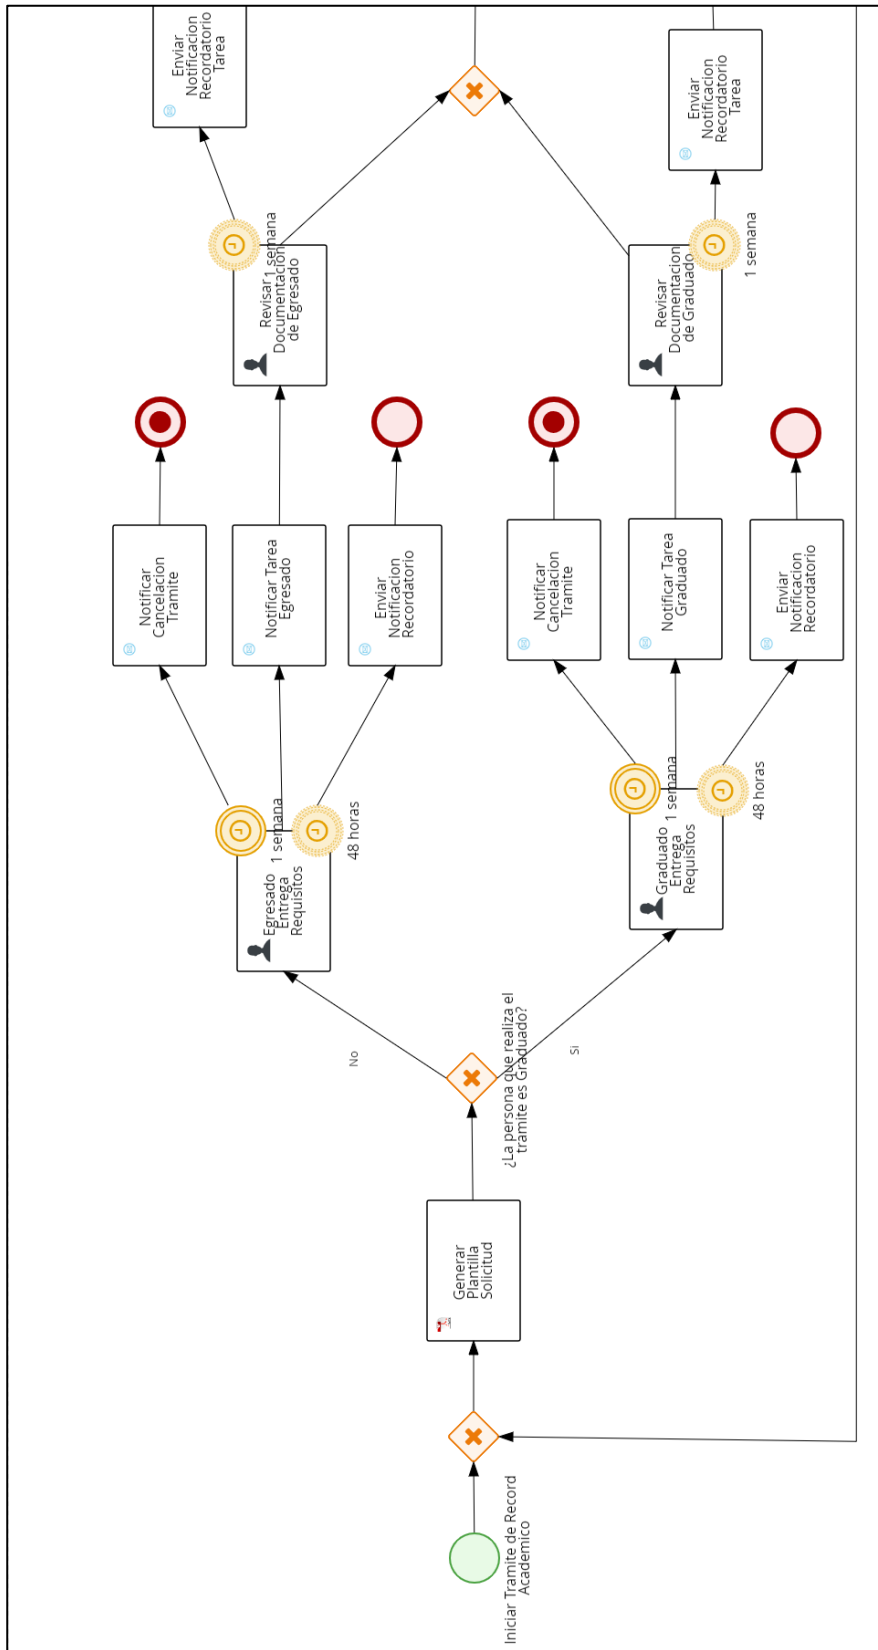 Iniciar Tramite de Record
Academico
Generar
Plantilla
Solicitud
¿La persona que realiza el
tramite es Graduado?
No
Si
Egresado
Entrega
Requisitos
1 semana
48 horas
Notificar
Cancelacion
Tramite
Notificar Tarea
Egresado
Enviar
Notificacion
Recordatorio
Revisar
Documentacion
de Egresado
1 semana
Enviar
Notificacion
Recordatorio
Tarea
Graduado
Entrega
Requisitos
1 semana
48 horas
Notificar
Cancelacion
Tramite
Notificar Tarea
Graduado
Enviar
Notificacion
Recordatorio
Revisar
Documentacion
de Graduado
1 semana
Enviar
Notificacion
Recordatorio
Tarea